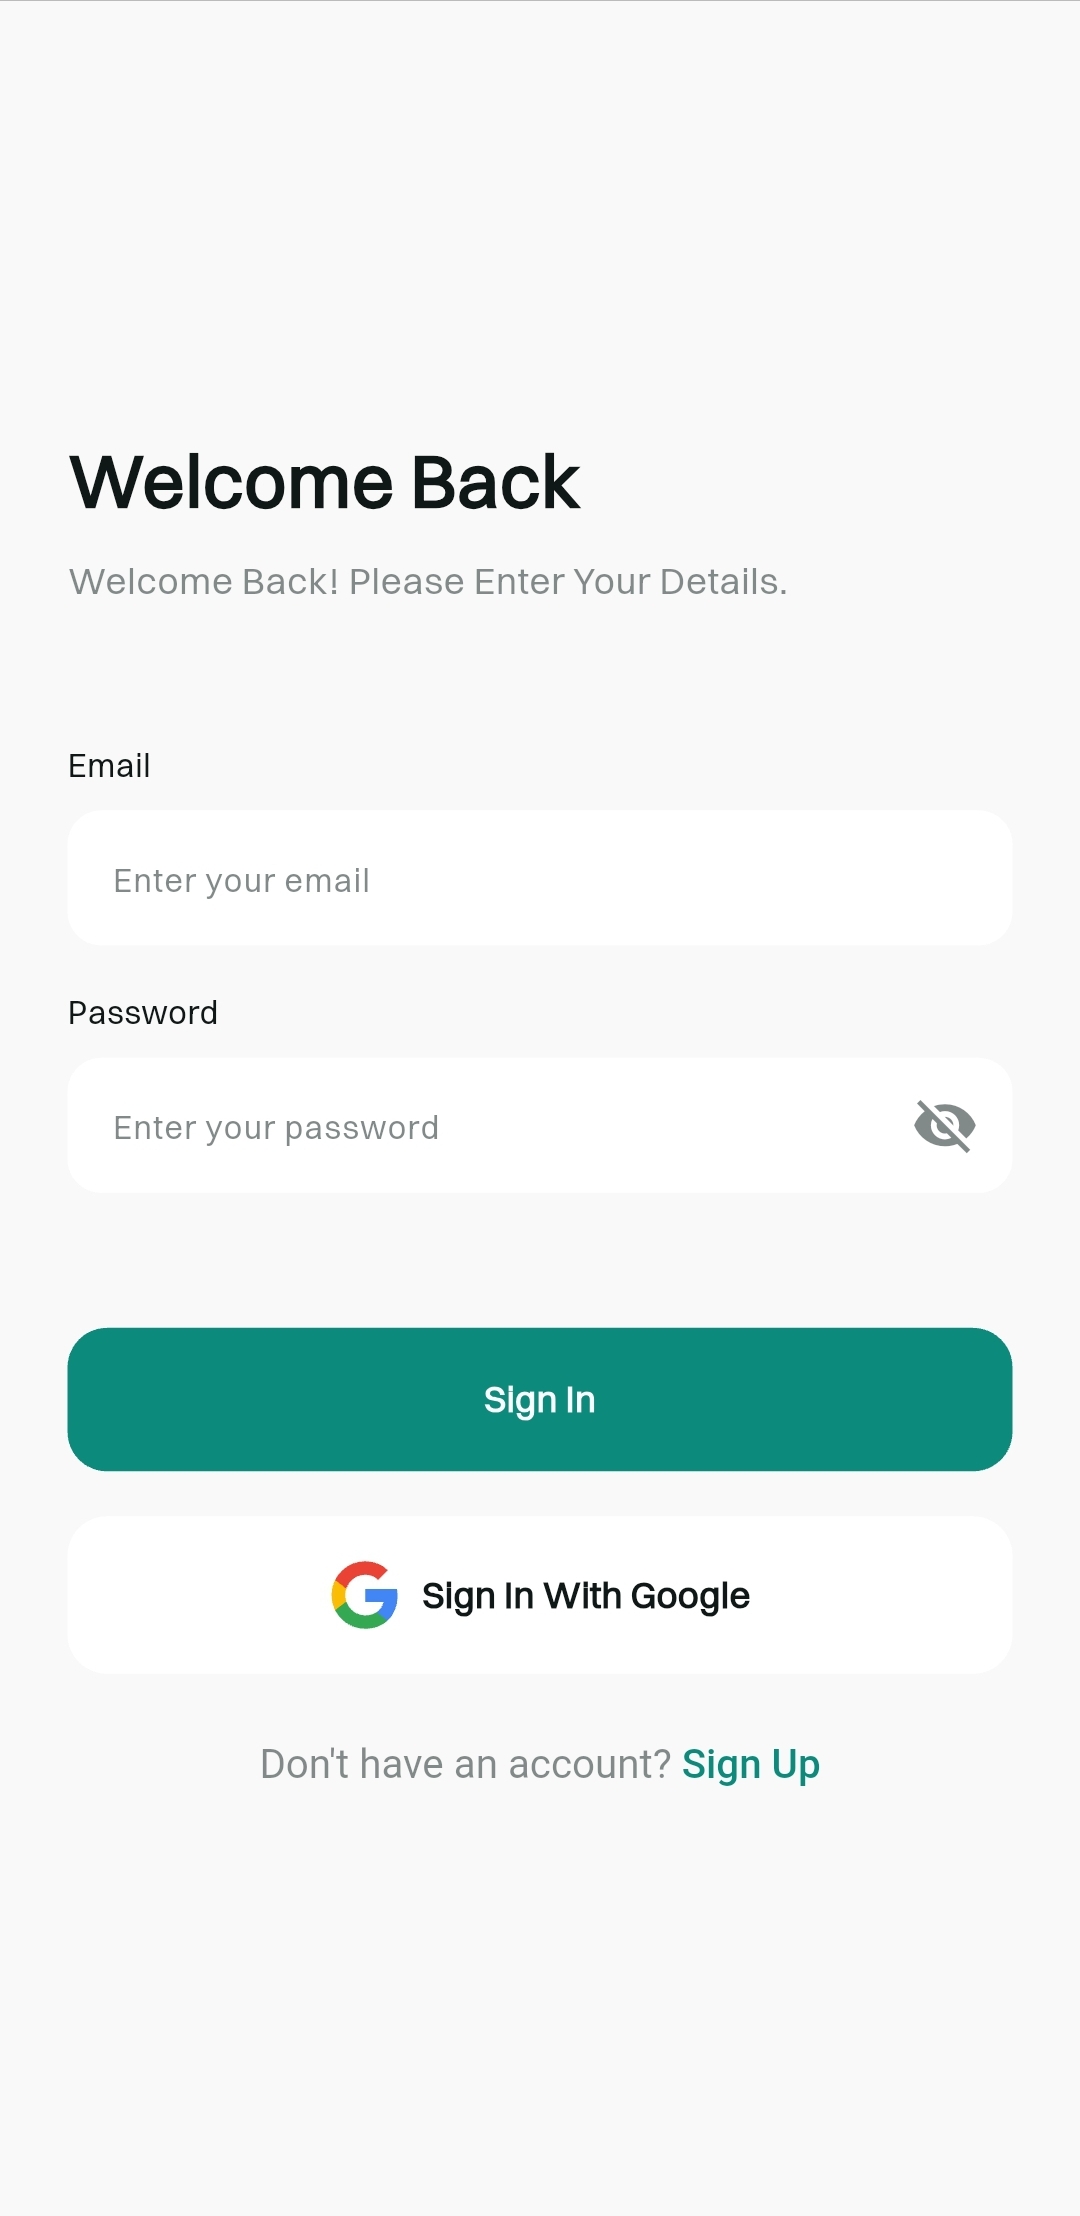 Welcome Back
Welcome Back! Please Enter Your Details.
Email
Enter your email
Password
Enter your password
Sign In
Sign In With Google
Don't have an account? Sign Up